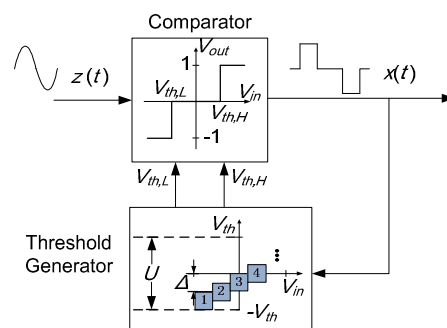 Comparator
z(t)
V_out
1
V_th,L
V_in
V_th,H
-1
x(t)
V_th,L
V_th,H
Threshold
Generator
V_th
U
Δ
1 2 3 4
V_in
-V_th